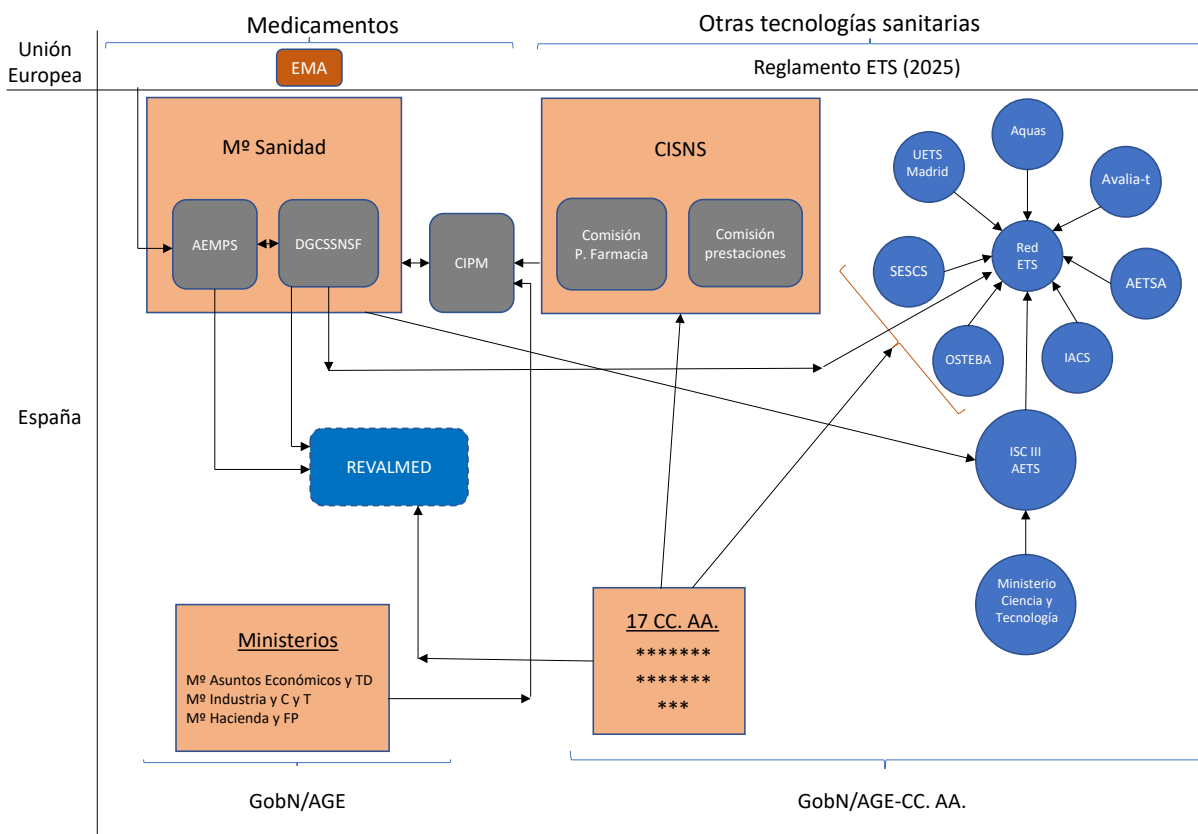 Medicamentos
Otras tecnologías sanitarias
Unión
Europea
EMA
Reglamento ETS (2025)
Mº Sanidad
AEMPS
DGCSSNSF
CIPM
CISNS
Comisión
P. Farmacia
Comisión
prestaciones
Aquas
UETS
Madrid
Avalia-t
Red
ETS
SESCS
AETSA
OSTEBA
IACS
España
REVALMED
ISC III
AETS
Ministerio
Ciencia y
Tecnología
Ministerios
Mº Asuntos Económicos y TD
Mº Industria y C y T
Mº Hacienda y FP
17 CC. AA.
*******
*******
***
GobN/AGE
GobN/AGE-CC. AA.